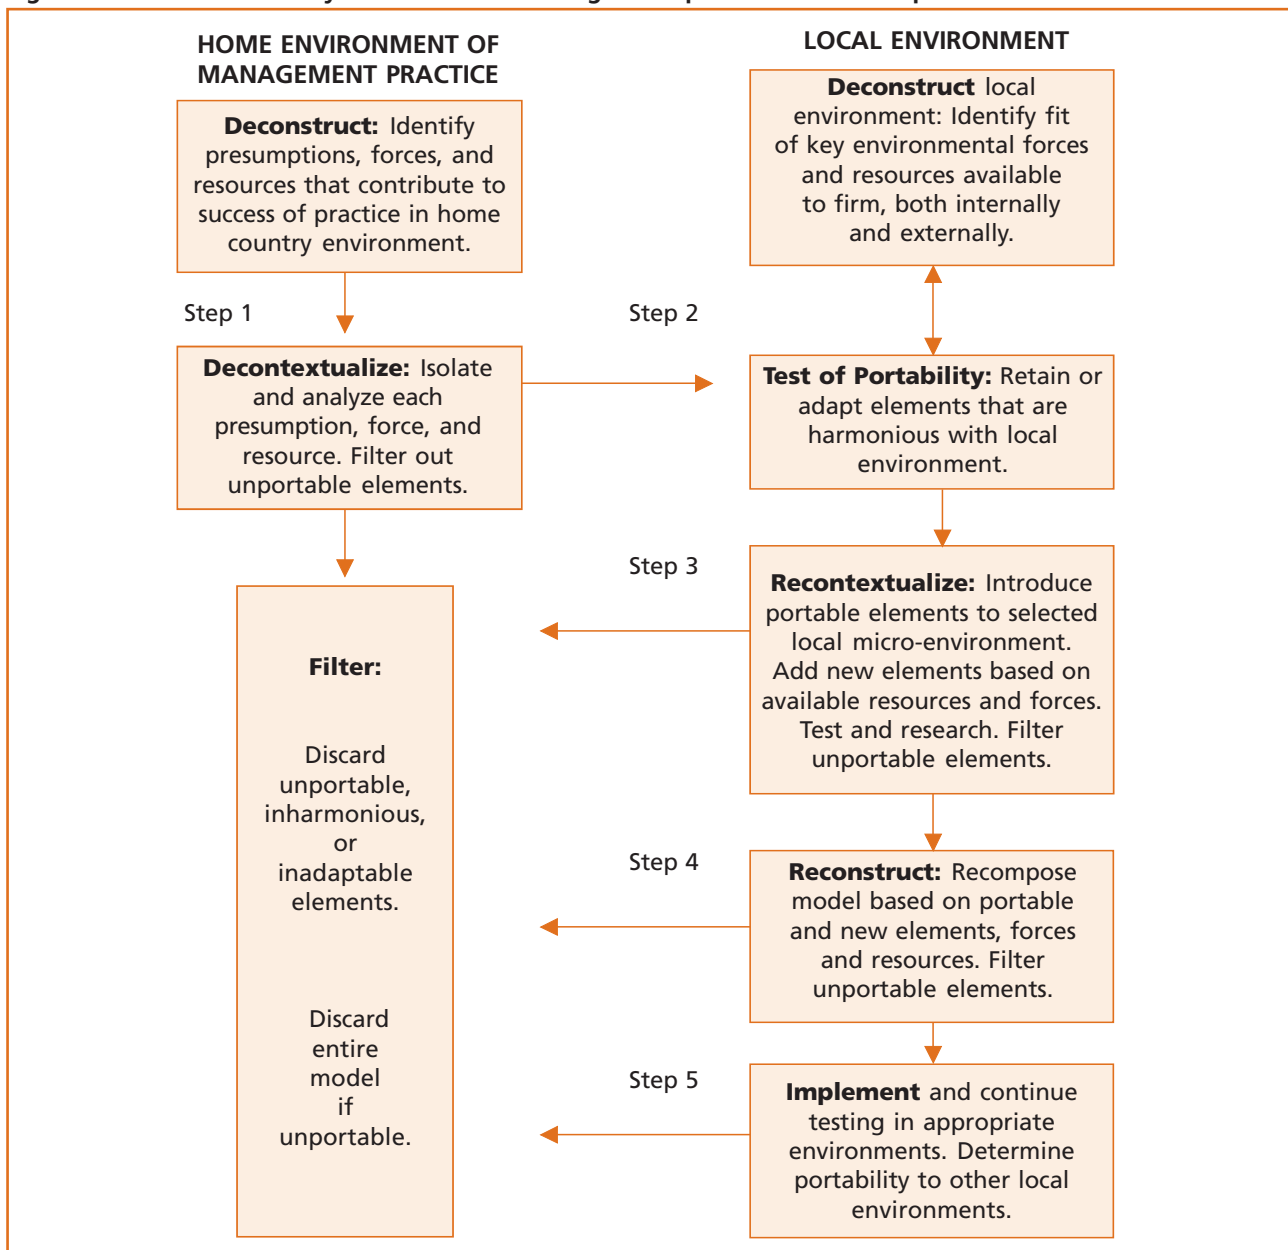 HOME ENVIRONMENT OF
MANAGEMENT PRACTICE
Deconstruct: Identify
presumptions, forces, and
resources that contribute to
success of practice in home
country environment.
Step 1
Decontextualize: Isolate
and analyze each
presumption, force, and
resource. Filter out
unportable elements.
Filter:
Discard
unportable,
inharmonious,
or
inadaptable
elements.
Discard
entire
model
if
unportable.
LOCAL ENVIRONMENT
Deconstruct local
environment: Identify fit
of key environmental forces
and resources available
to firm, both internally
and externally.
Step 2
Test of Portability: Retain or
adapt elements that are
harmonious with local
environment.
Step 3
Recontextualize: Introduce
portable elements to selected
local micro-environment.
Add new elements based on
available resources and forces.
Test and research. Filter
unportable elements.
Step 4
Reconstruct: Recompose
model based on portable
and new elements, forces
and resources. Filter
unportable elements.
Step 5
Implement and continue
testing in appropriate
environments. Determine
portability to other local
environments.